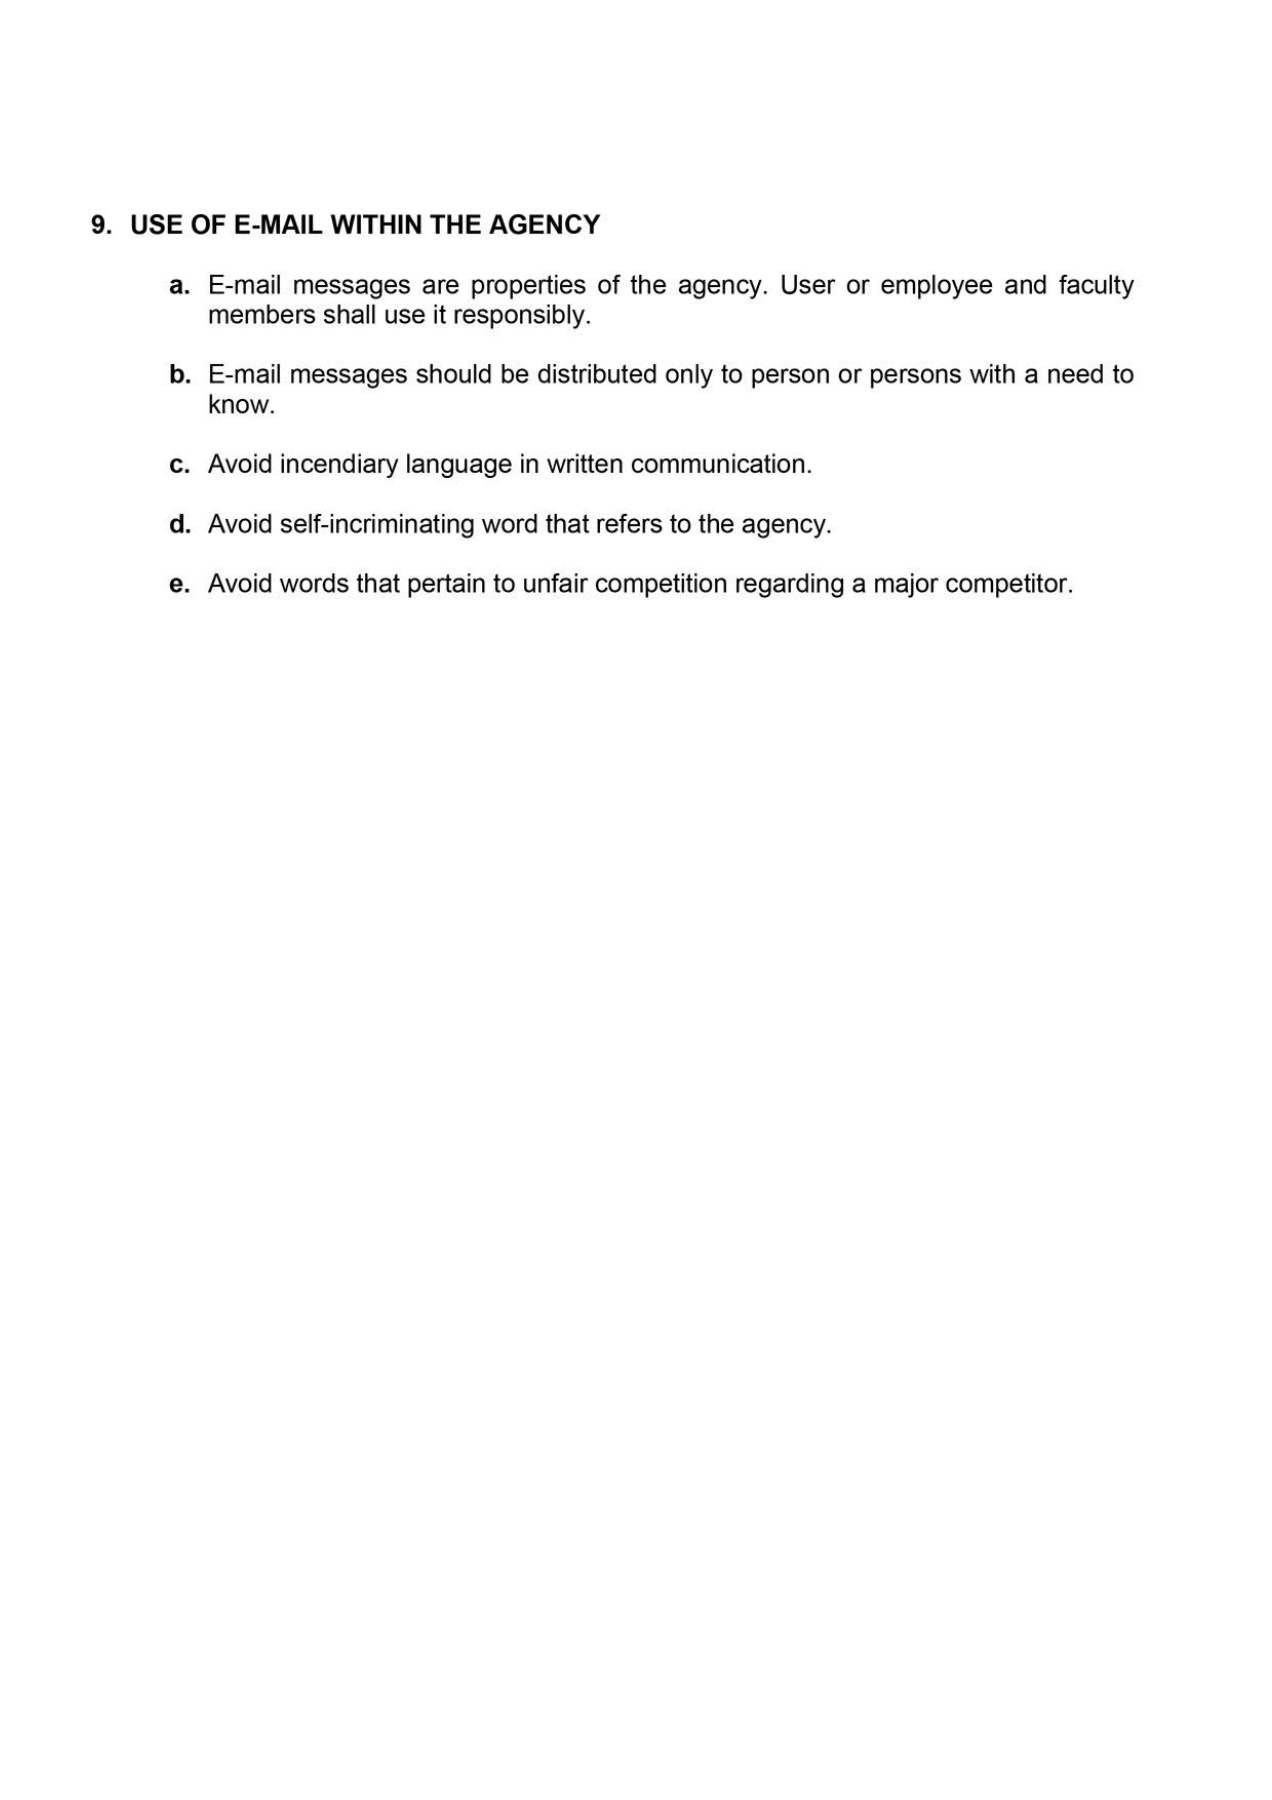 9. USE OF E-MAIL WITHIN THE AGENCY
a. E-mail messages are properties of the agency. User or employee and faculty
members shall use it responsibly.
b. E-mail messages should be distributed only to person or persons with a need to
know.
c. Avoid incendiary language in written communication.
d. Avoid self-incriminating word that refers to the agency.
e. Avoid words that pertain to unfair competition regarding a major competitor.